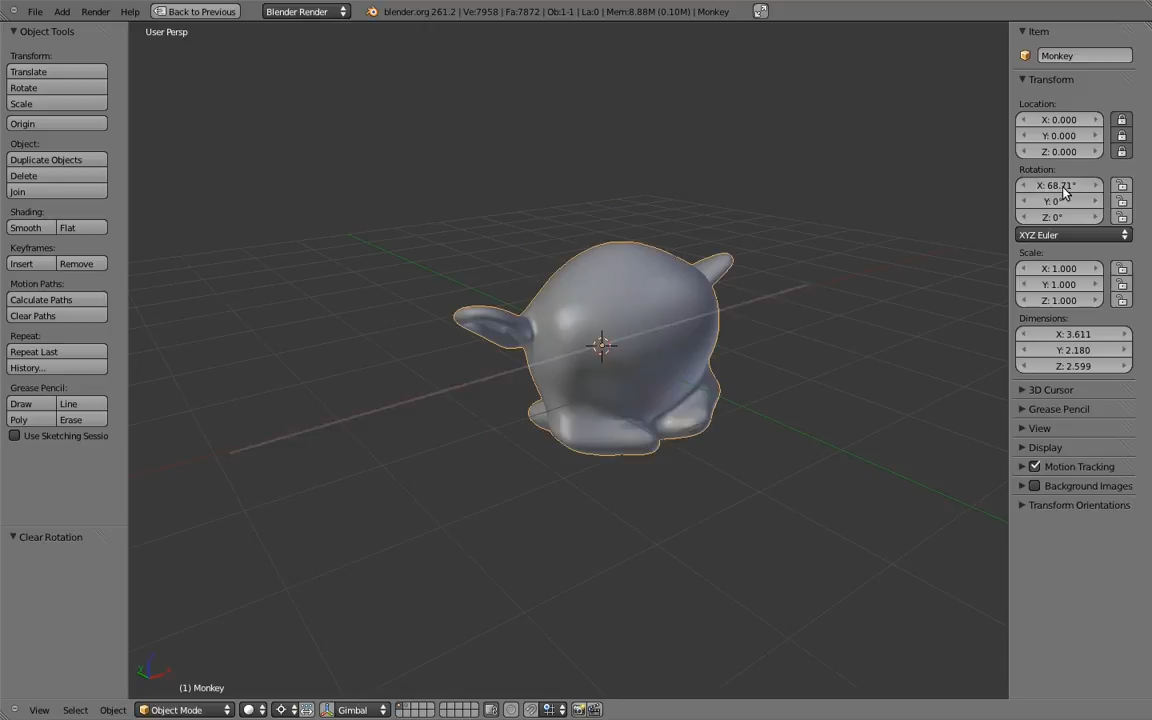 File Add Render Help Back to Previous Blender Render blender.org 261.2 | Ve:7958 | Fa:7872 | Ob:1-1 | La:0 | Mem:8.88M (0.10M) | Monkey
Object Tools
Transform:
Translate
Rotate
Scale
Origin
Object:
Duplicate Objects
Delete
Join
Shading:
Smooth Flat
Keyframes:
Insert Remove
Motion Paths:
Calculate Paths
Clear Paths
Repeat:
Repeat Last
History...
Grease Pencil:
Draw Line
Poly Erase
Use Sketching Sessio
Clear Rotation
User Persp
y
x
(1) Monkey
Item
Monkey
Transform
Location:
X: 0.000
Y: 0.000
Z: 0.000
Rotation:
X: 68.71°
Y: 0°
Z: 0°
XYZ Euler
Scale:
X: 1.000
Y: 1.000
Z: 1.000
Dimensions:
X: 3.611
Y: 2.180
Z: 2.599
3D Cursor
Grease Pencil
View
Display
Motion Tracking
Background Images
Transform Orientations
View Select Object Object Mode Gimbal